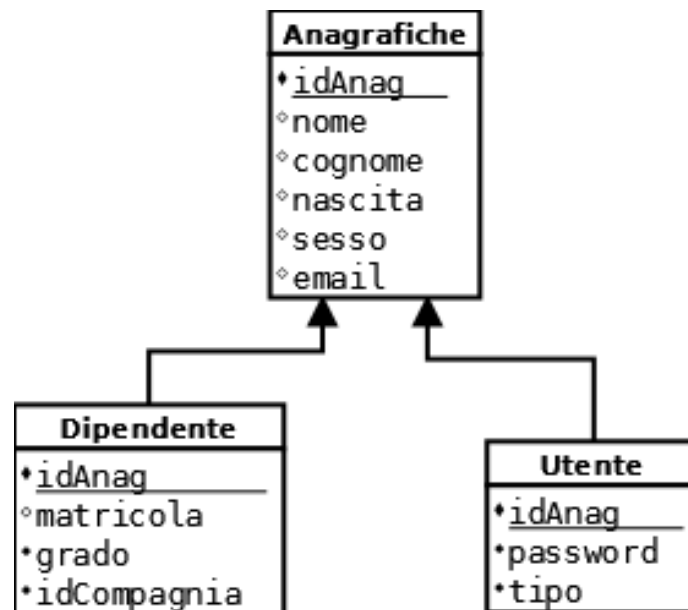 Anagrafiche
idAnag
nome
cognome
nascita
sesso
email
Dipendente
idAnag
matricola
grado
idCompagnia
Utente
idAnag
password
tipo